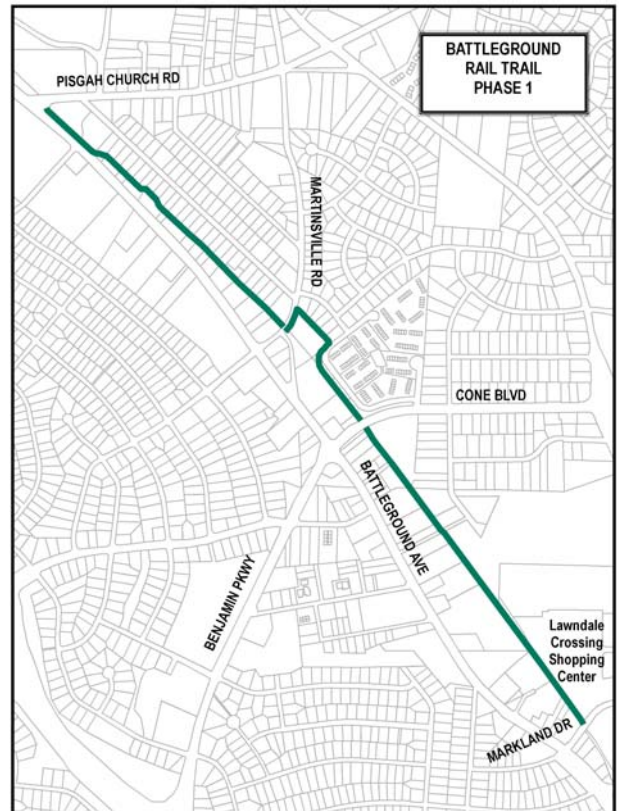 BATTLEGROUND
RAIL TRAIL
PHASE 1
PISGAH CHURCH RD
MARTINSVILLE RD
CONE BLVD
BATTLEGROUND AVE
BENJAMIN PKWY
Lawndale
Crossing
Shopping
Center
MARKLAND DR